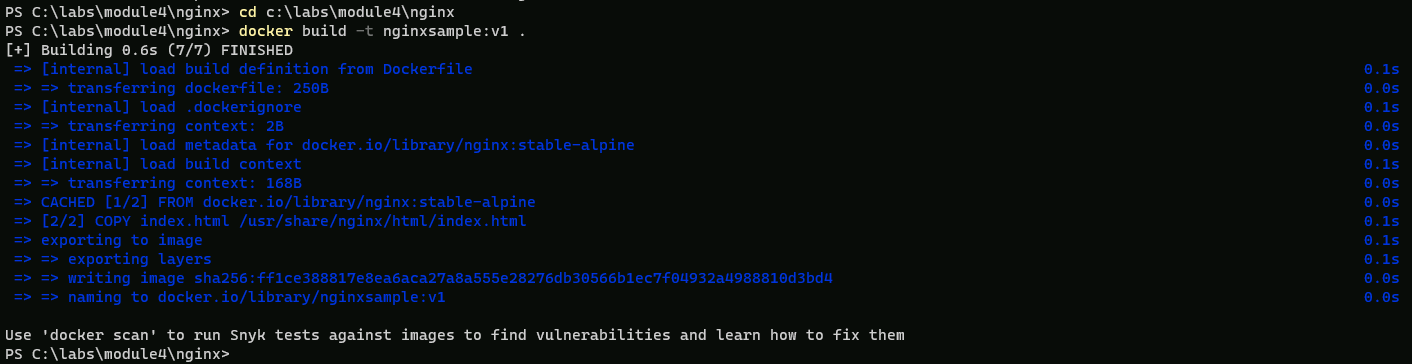 PS C:\labs\module4\nginx> cd c:\labs\module4\nginx
PS C:\labs\module4\nginx> docker build -t nginxsample:v1 .
[+] Building 0.6s (7/7) FINISHED
=> [internal] load build definition from Dockerfile 0.1s
=> => transferring dockerfile: 250B 0.0s
=> [internal] load .dockerignore 0.1s
=> => transferring context: 2B 0.0s
=> [internal] load metadata for docker.io/library/nginx:stable-alpine 0.0s
=> [internal] load build context 0.1s
=> => transferring context: 168B 0.0s
=> CACHED [1/2] FROM docker.io/library/nginx:stable-alpine 0.0s
=> [2/2] COPY index.html /usr/share/nginx/html/index.html 0.1s
=> exporting to image 0.1s
=> => exporting layers 0.1s
=> => writing image sha256:ff1ce388817e8ea6aca27a8a555e28276db30566b1ec7f04932a4988810d3bd4 0.0s
=> => naming to docker.io/library/nginxsample:v1 0.0s
Use 'docker scan' to run Snyk tests against images to find vulnerabilities and learn how to fix them
PS C:\labs\module4\nginx>